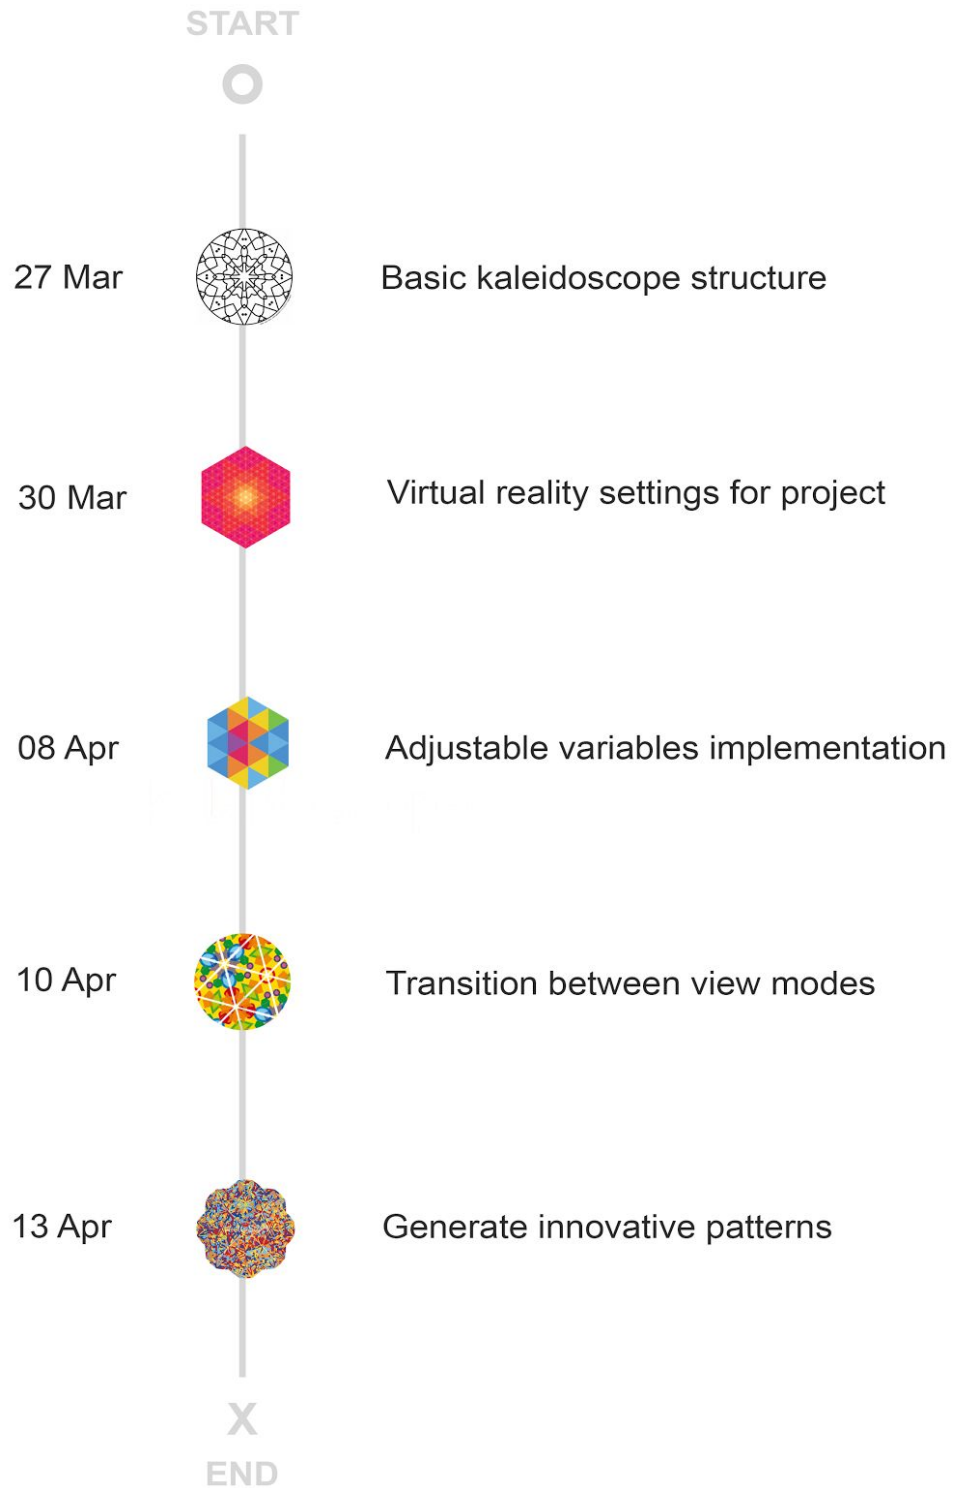 START
27 Mar
Basic kaleidoscope structure
30 Mar
Virtual reality settings for project
08 Apr
Adjustable variables implementation
10 Apr
Transition between view modes
13 Apr
Generate innovative patterns
X
END